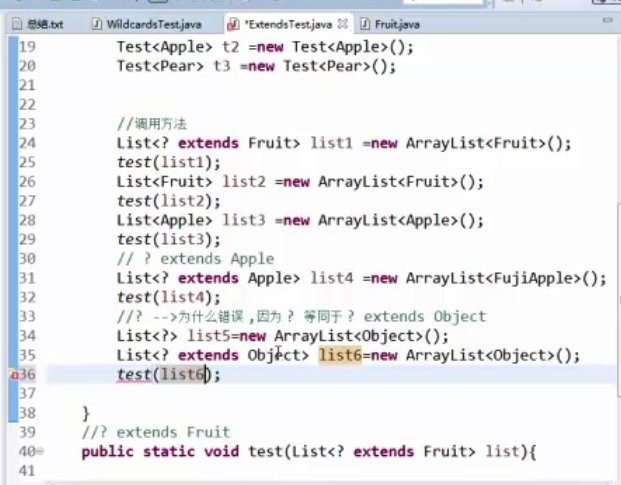 总结.txt WildcardsTest.java *ExtendsTest.java Fruit.java
19 Test<Apple> t2 =new Test<Apple>();
20 Test<Pear> t3 =new Test<Pear>();
21
22
23 //调用方法
24 List<? extends Fruit> list1 =new ArrayList<Fruit>();
25 test(list1);
26 List<Fruit> list2 =new ArrayList<Fruit>();
27 test(list2);
28 List<Apple> list3 =new ArrayList<Apple>();
29 test(list3);
30 // ? extends Apple
31 List<? extends Apple> list4 =new ArrayList<FujiApple>();
32 test(list4);
33 //? -->为什么错误 ,因为 ? 等同于 ? extends Object
34 List<?> list5=new ArrayList<Object>();
35 List<? extends Object> list6=new ArrayList<Object>();
36 test(list6);
37
38 }
39 //? extends Fruit
40 public static void test(List<? extends Fruit> list){
41